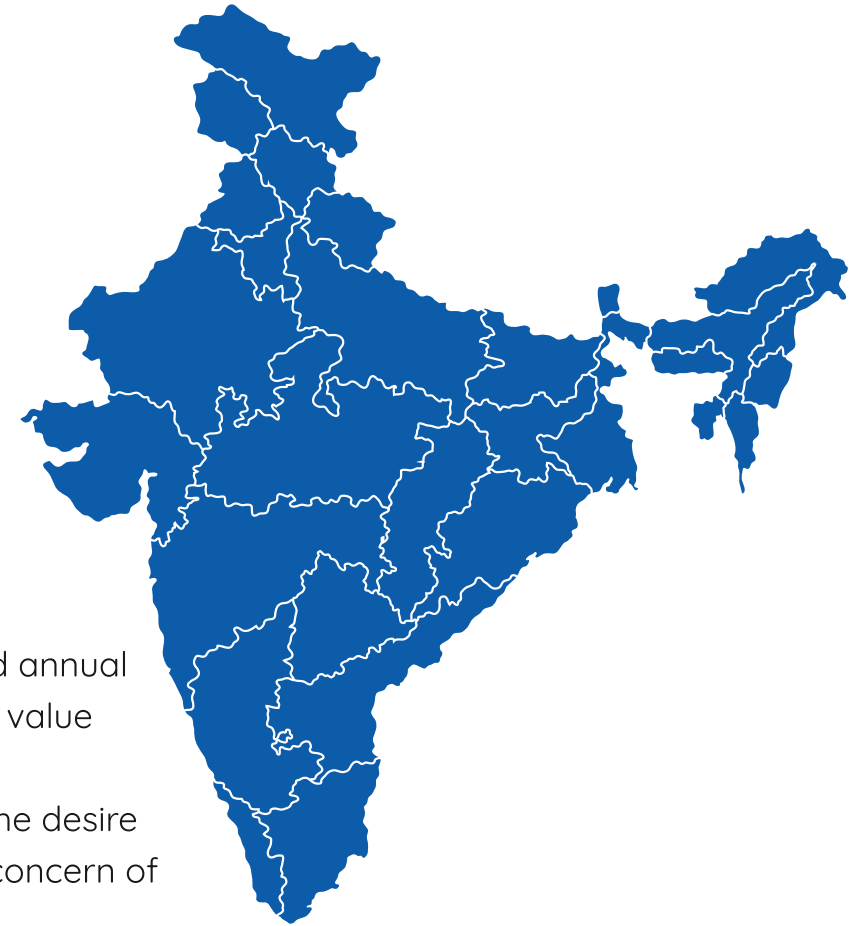 annual
value
desire
concern of